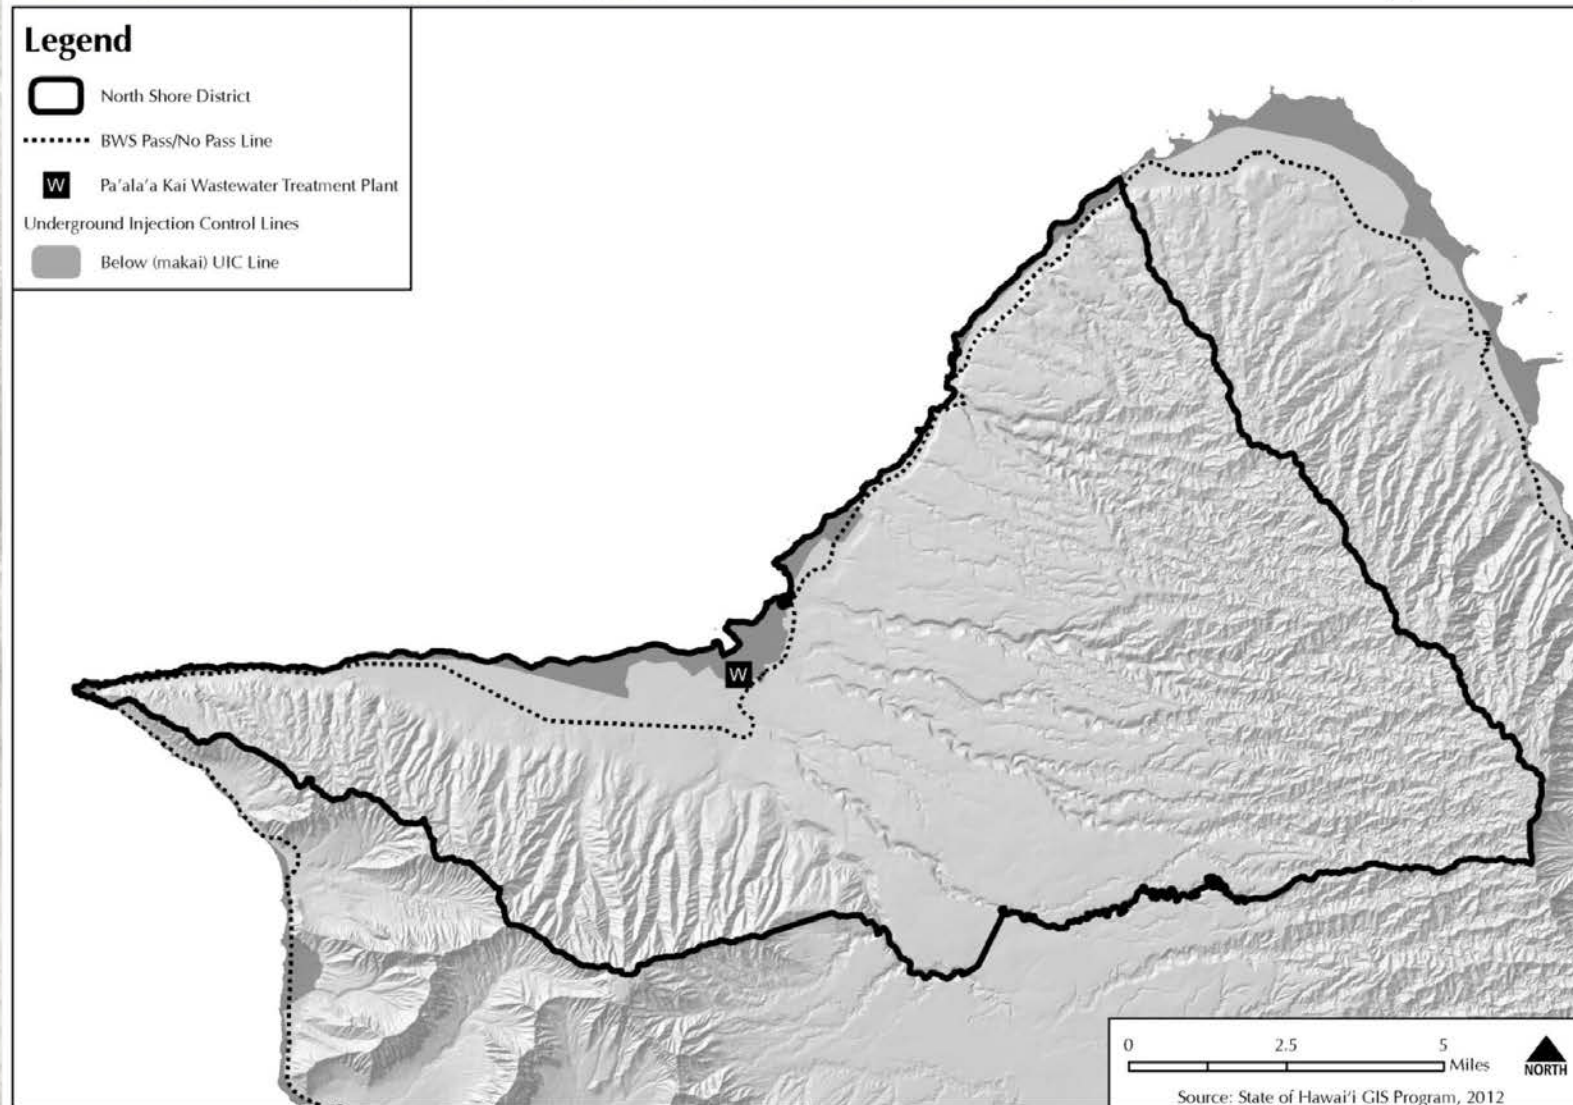 Legend
North Shore District
BWS Pass/No Pass Line
W
Pa'ala'a Kai Wastewater Treatment Plant
Underground Injection Control Lines
Below (makai) UIC Line
W
0 2.5 5
Miles
NORTH
Source: State of Hawai'i GIS Program, 2012